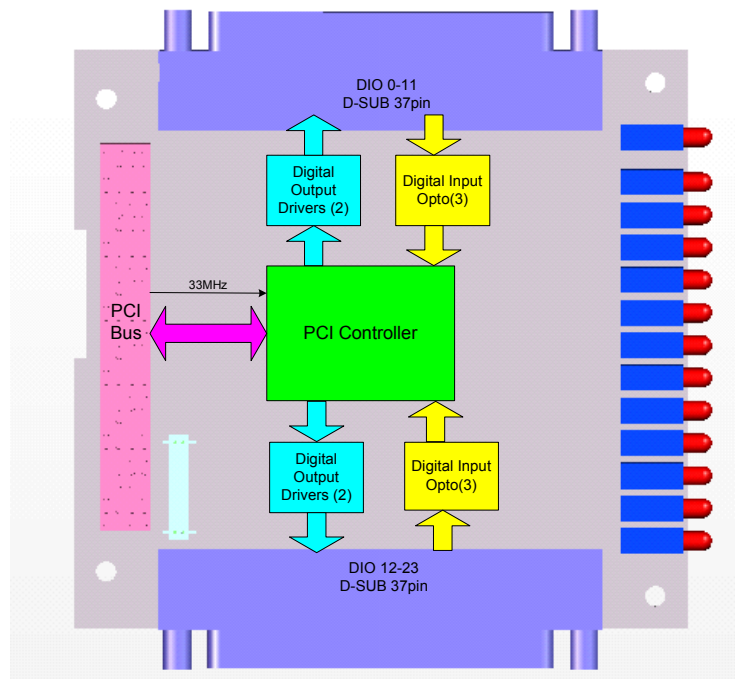 DIO 0-11
D-SUB 37pin
Digital
Output
Drivers (2)
Digital Input
Opto(3)
33MHz
PCI
Bus
PCI Controller
Digital
Output
Drivers (2)
Digital Input
Opto(3)
DIO 12-23
D-SUB 37pin